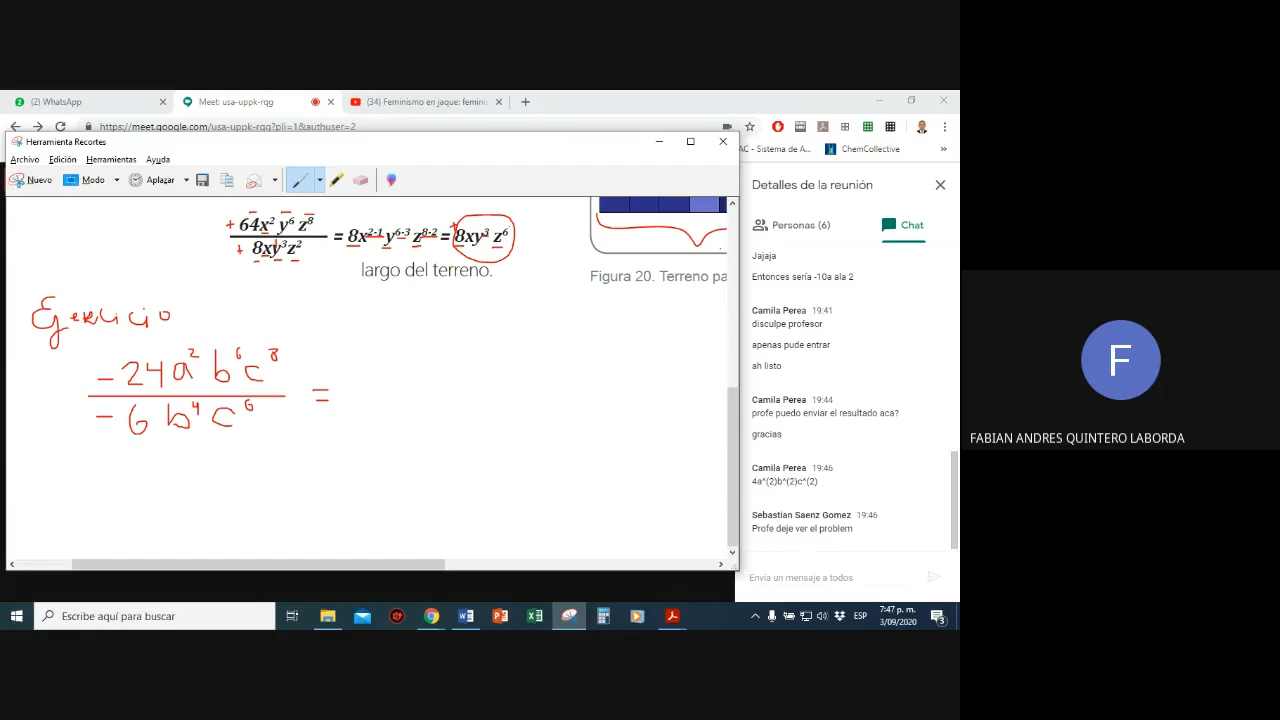 (2) WhatsApp
Meet: usa-uppk-rqg
(34) Feminismo en jaque: feminis
https://meet.google.com/usa-uppk-rqg?pli=1&authuser=2
Herramienta Recortes
Archivo Edición Herramientas Ayuda
Nuevo Modo Aplazar
AC - Sistema de A... ChemCollective »
64x² y⁶ z⁸ / 8xy³z² = 8x²⁻¹ y⁶⁻³ z⁸⁻² = 8xy³ z⁶
largo del terreno.
Figura 20. Terreno pa
Ejercicio
-24a² b⁶ c⁸ / -6 b⁴ c⁶ =
Detalles de la reunión
Personas (6) Chat
Jajaja
Entonces sería -10a ala 2
Camila Perea 19:41
disculpe profesor
apenas pude entrar
ah listo
Camila Perea 19:44
profe puedo enviar el resultado aca?
gracias
Camila Perea 19:46
4a^(2)b^(2)c^(2)
Sebastian Saenz Gomez 19:46
Profe deje ver el problem
Envía un mensaje a todos
F
FABIAN ANDRES QUINTERO LABORDA
Escribe aquí para buscar
ESP
7:47 p. m.
3/09/2020
3